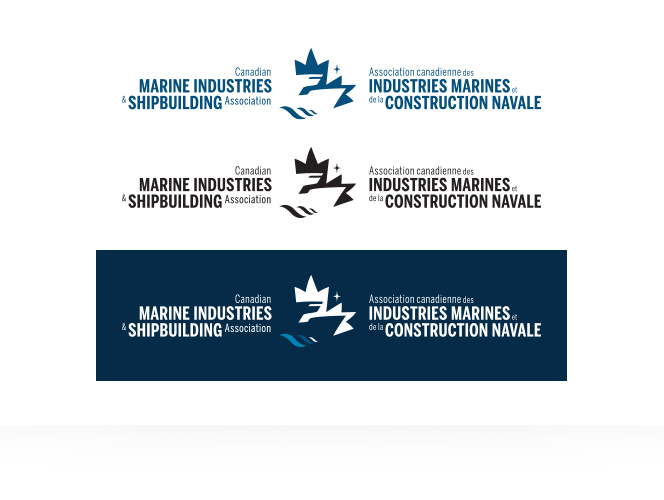 Canadian
MARINE INDUSTRIES
& SHIPBUILDING Association
Association canadienne des
INDUSTRIES MARINES et
de la CONSTRUCTION NAVALE
Canadian
MARINE INDUSTRIES
& SHIPBUILDING Association
Association canadienne des
INDUSTRIES MARINES et
de la CONSTRUCTION NAVALE
Canadian
MARINE INDUSTRIES
& SHIPBUILDING Association
Association canadienne des
INDUSTRIES MARINES et
de la CONSTRUCTION NAVALE